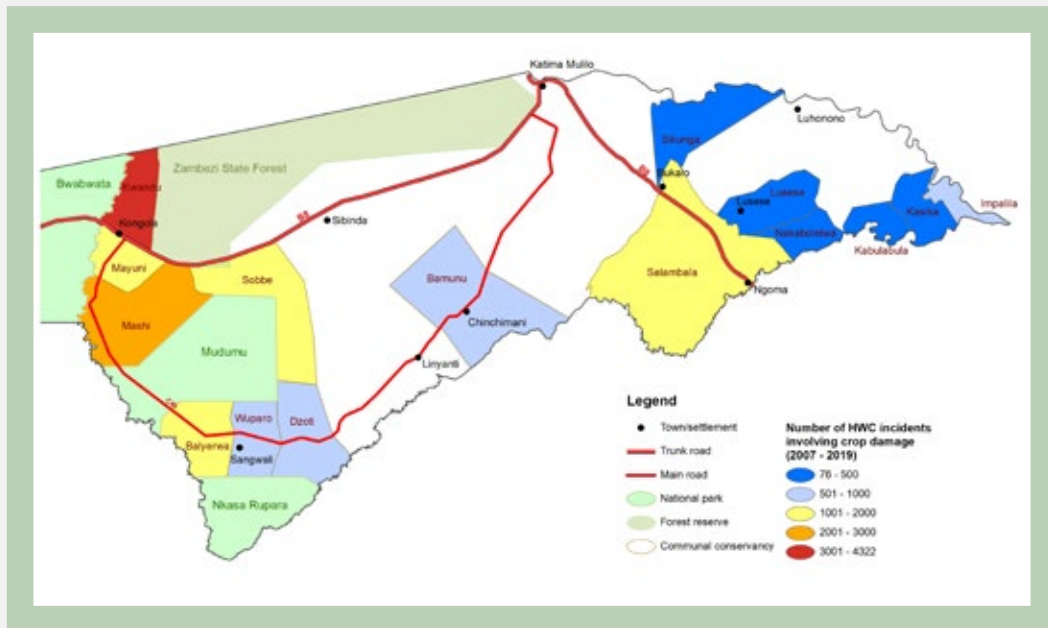 Katima Mulilo
Luhonono
Sikunga
Zambezi State Forest
Bwabwata
Kwandu
B8
Bukalo
Lusese
Lusese
Impalila
Kasika
Kongola
B8
Sibinda
Nakabolelwa
Kabulabula
Mayuni
Sobbe
Bamunu
Salambala
Ngoma
Mashi
Chinchimani
Mudumu
Linyanti
Wuparo
Dzoti
Balyerwa
Sangwali
Nkasa Rupara
Legend
Town/settlement
Trunk road
Main road
National park
Forest reserve
Communal conservancy
Number of HWC incidents
involving crop damage
(2007 - 2019)
76 - 500
501 - 1000
1001 - 2000
2001 - 3000
3001 - 4322